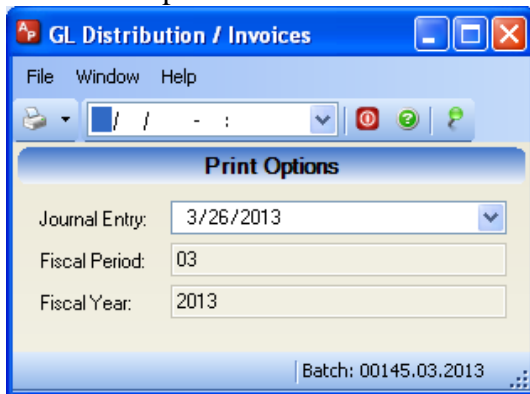 AP GL Distribution / Invoices
File Window Help
/ / - :
Print Options
Journal Entry: 3/26/2013
Fiscal Period: 03
Fiscal Year: 2013
Batch: 00145.03.2013